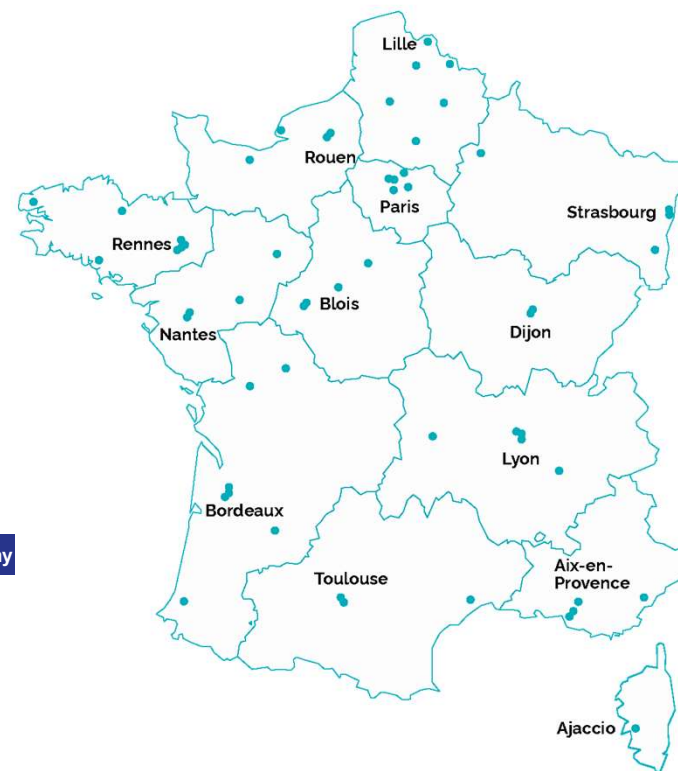 Lille
Rouen
Paris
Strasbourg
Rennes
Blois
Nantes
Dijon
Lyon
Bordeaux
Aix-en-
Provence
Toulouse
Ajaccio